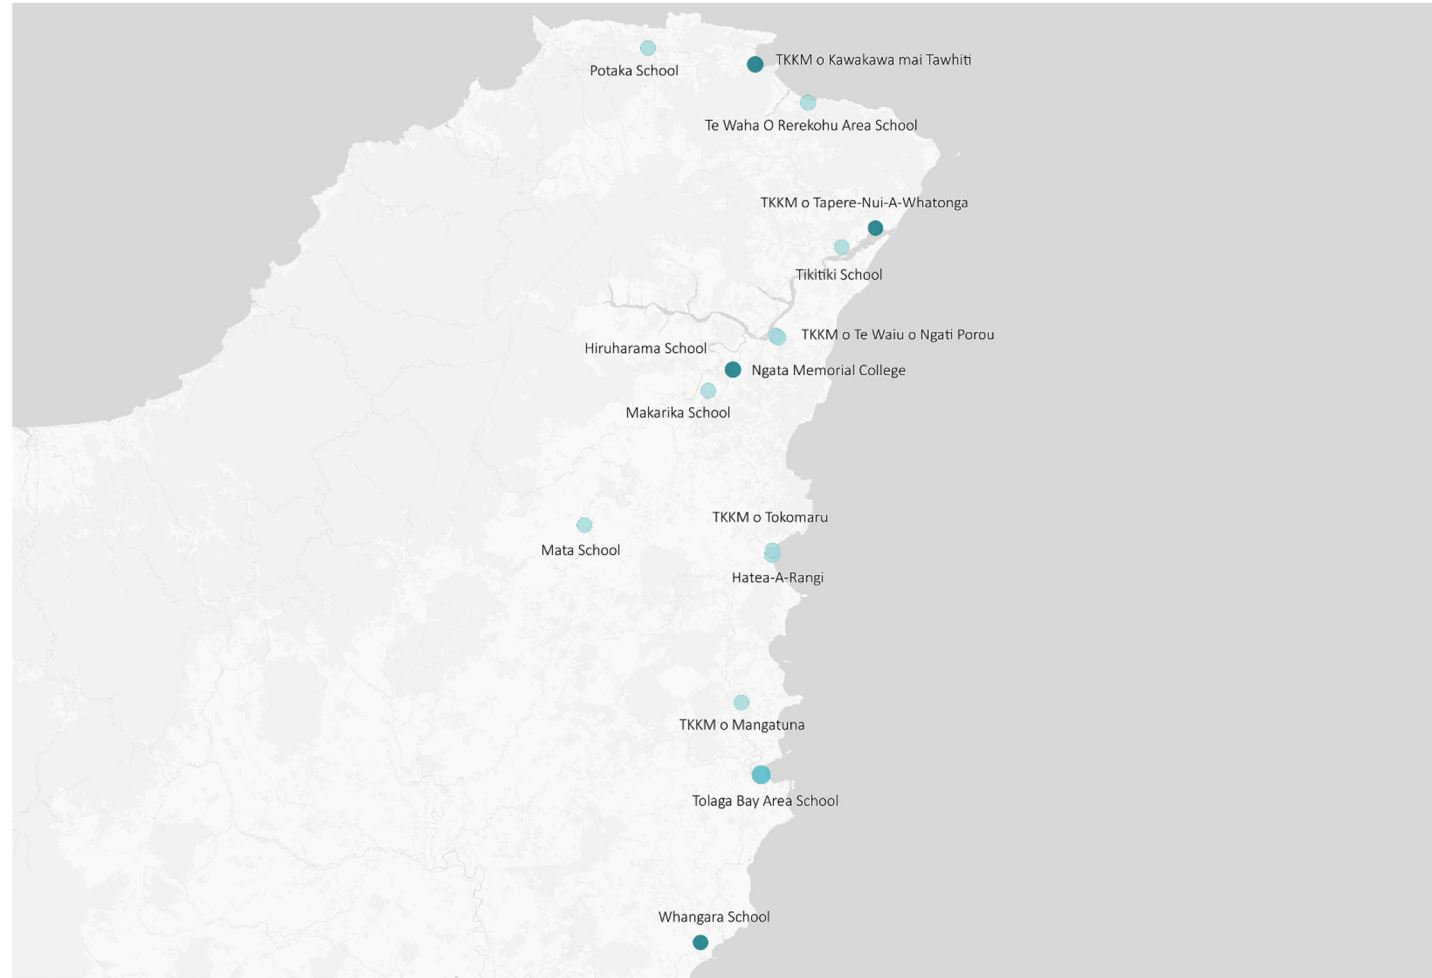 TKKM o Kawakawa mai Tawhiti
Potaka School
Te Waha O Rerekohu Area School
TKKM o Tapere-Nui-A-Whatonga
Tikitiki School
TKKM o Te Waiu o Ngati Porou
Hiruharama School
Ngata Memorial College
Makarika School
TKKM o Tokomaru
Mata School
Hatea-A-Rangi
TKKM o Mangatuna
Tolaga Bay Area School
Whangara School